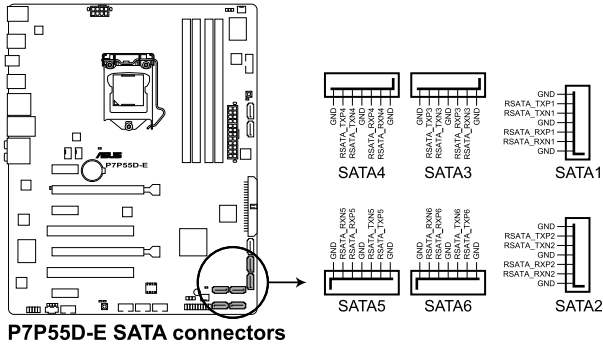 ASUS
P7P55D-E
GND
RSATA_TXP4
RSATA_TXN4
GND
RSATA_RXP4
RSATA_RXN4
GND
SATA4
GND
RSATA_TXP3
RSATA_TXN3
GND
RSATA_RXP3
RSATA_RXN3
GND
SATA3
GND
RSATA_TXP1
RSATA_TXN1
GND
RSATA_RXP1
RSATA_RXN1
GND
SATA1
GND
RSATA_RXN5
RSATA_RXP5
GND
RSATA_TXN5
RSATA_TXP5
GND
SATA5
GND
RSATA_RXN6
RSATA_RXP6
GND
RSATA_TXN6
RSATA_TXP6
GND
SATA6
GND
RSATA_TXP2
RSATA_TXN2
GND
RSATA_RXP2
RSATA_RXN2
GND
SATA2
P7P55D-E SATA connectors